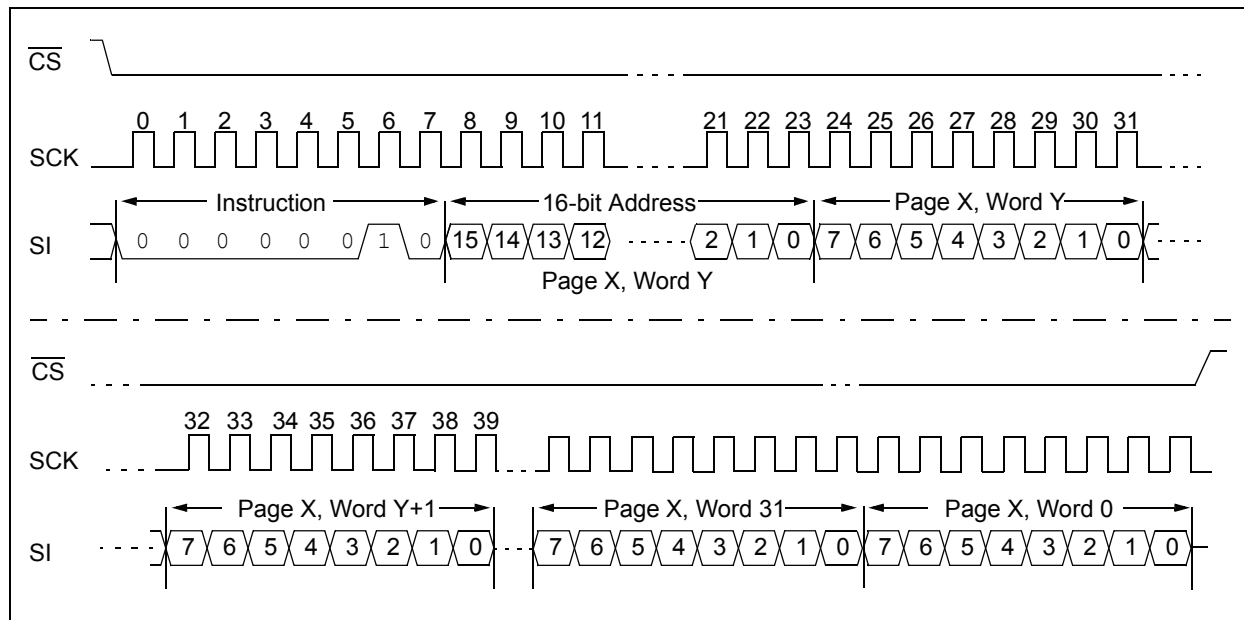 CS
0 1 2 3 4 5 6 7 8 9 10 11 21 22 23 24 25 26 27 28 29 30 31
SCK
Instruction 16-bit Address Page X, Word Y
SI 0 0 0 0 0 0 1 0 15 14 13 12 2 1 0 7 6 5 4 3 2 1 0
Page X, Word Y
CS
32 33 34 35 36 37 38 39
SCK
Page X, Word Y+1 Page X, Word 31 Page X, Word 0
SI 7 6 5 4 3 2 1 0 7 6 5 4 3 2 1 0 7 6 5 4 3 2 1 0